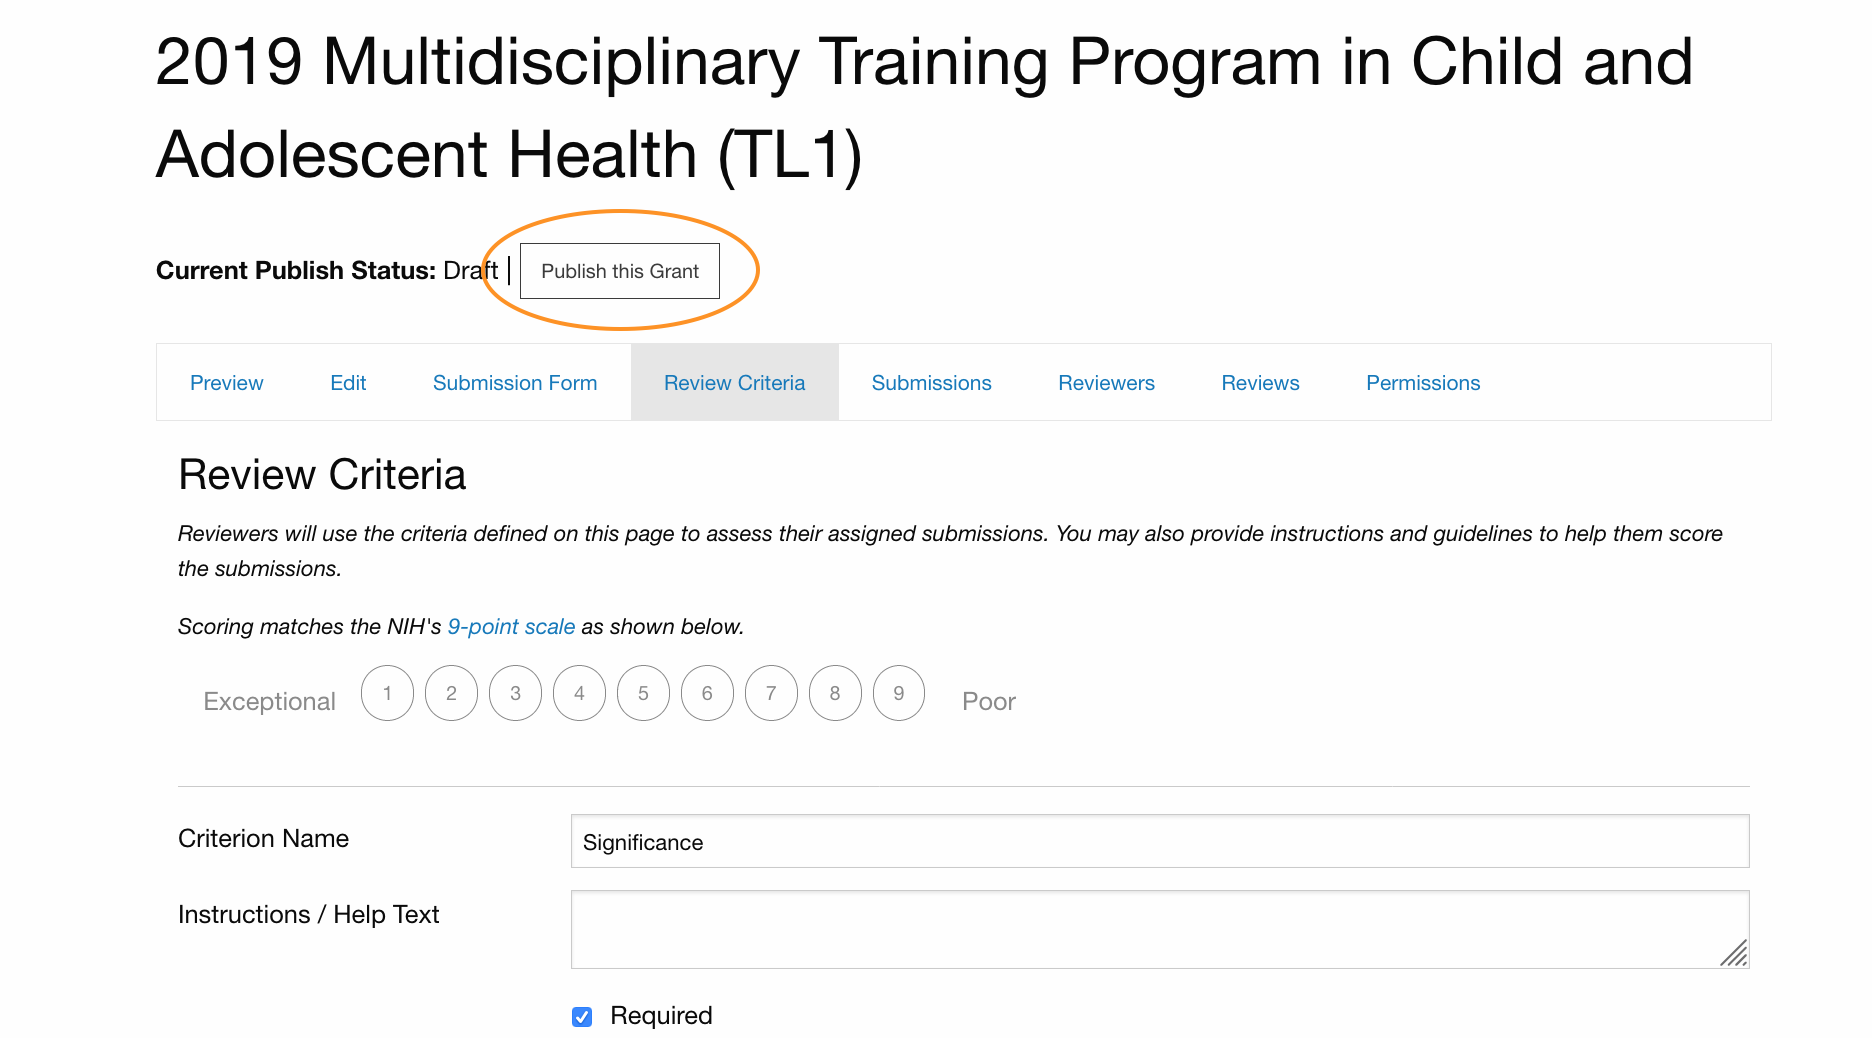 2019 Multidisciplinary Training Program in Child and
Adolescent Health (TL1)
Current Publish Status: Draft | Publish this Grant
Preview Edit Submission Form Review Criteria Submissions Reviewers Reviews Permissions
Review Criteria
Reviewers will use the criteria defined on this page to assess their assigned submissions. You may also provide instructions and guidelines to help them score
the submissions.
Scoring matches the NIH's 9-point scale as shown below.
Exceptional 1 2 3 4 5 6 7 8 9 Poor
Criterion Name Significance
Instructions / Help Text
Required